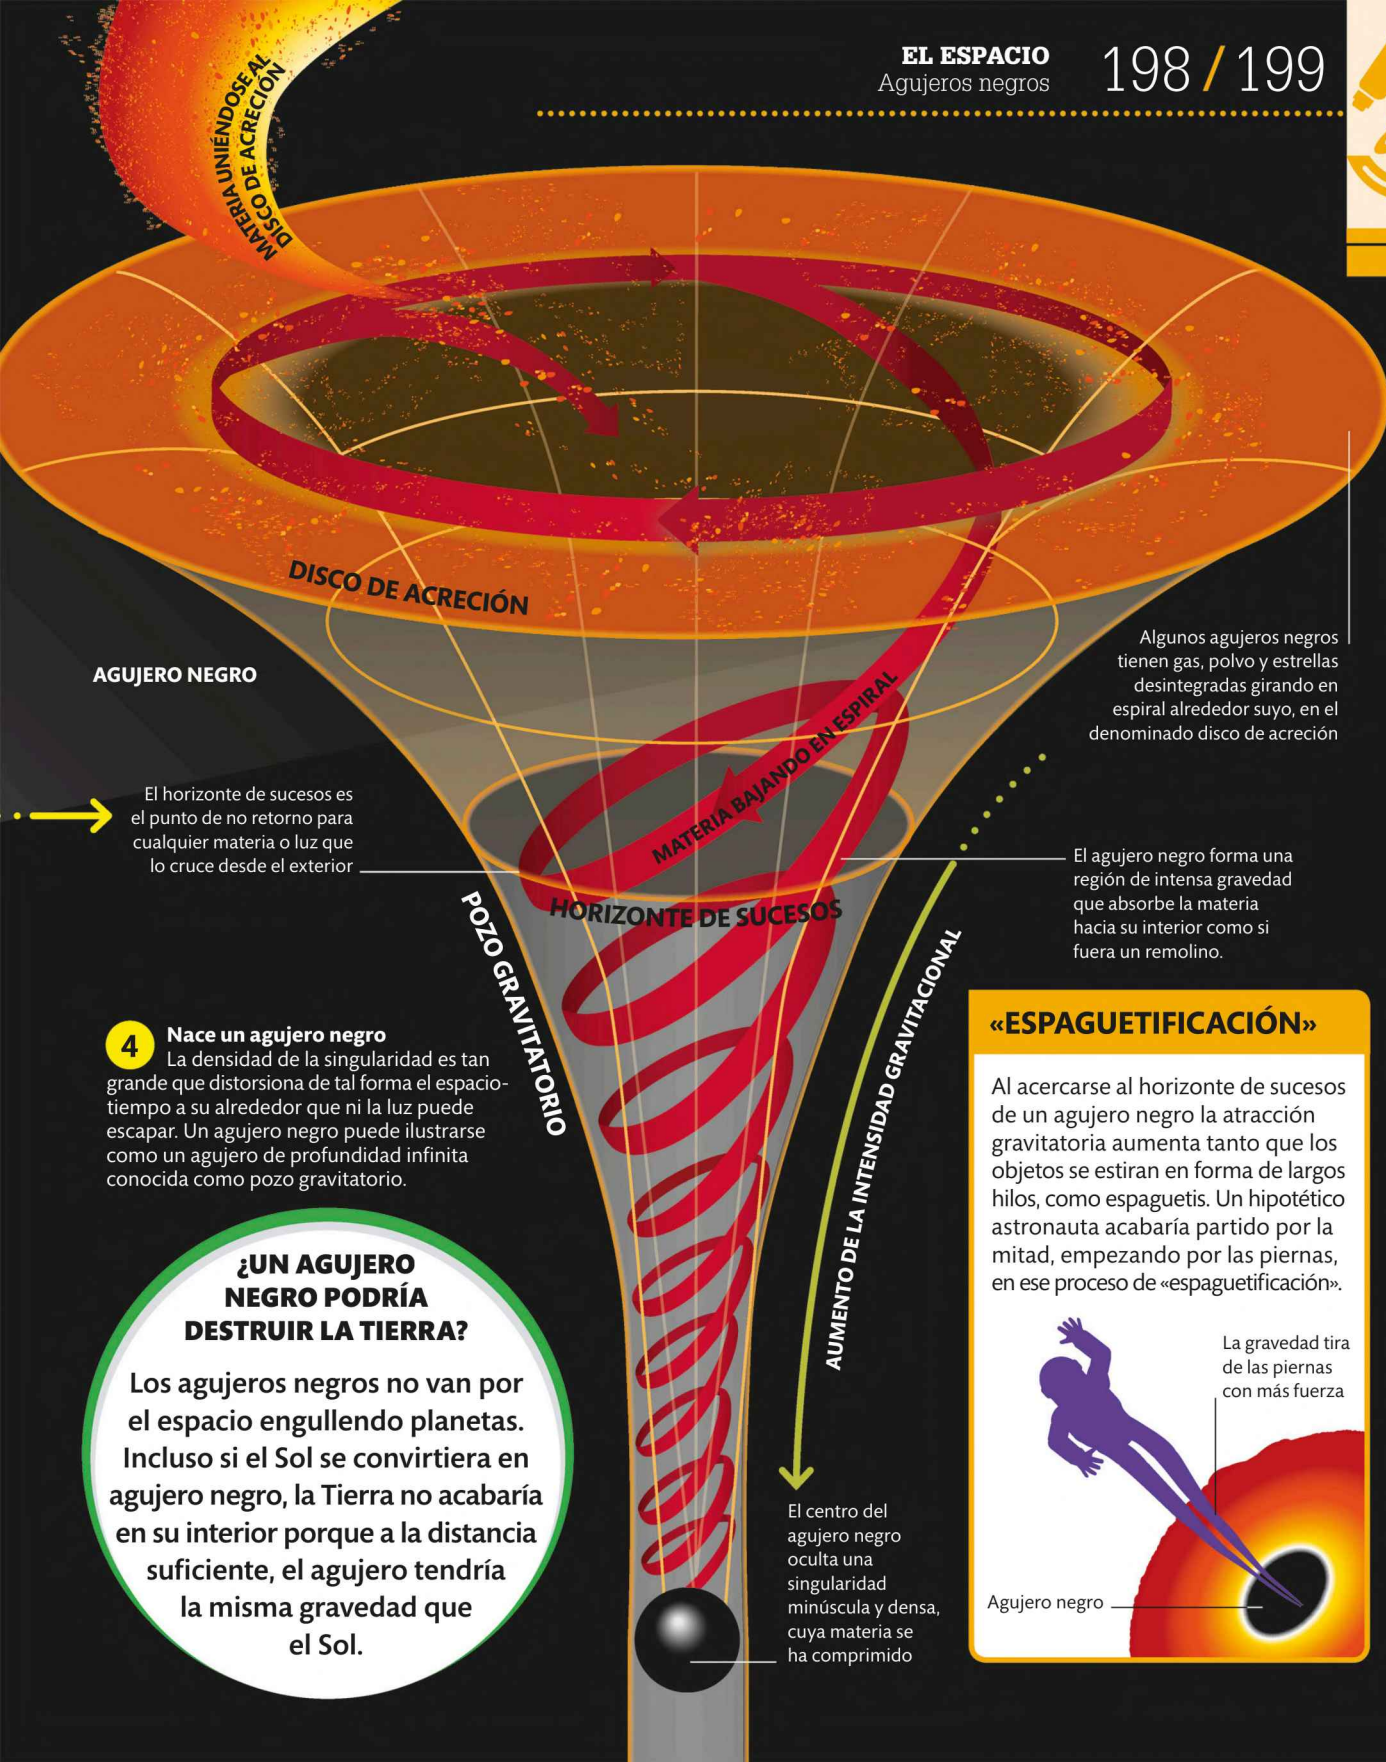 EL ESPACIO
Agujeros negros
198 / 199
MATERIA UNIÉNDOSE AL
DISCO DE ACRECIÓN
DISCO DE ACRECIÓN
AGUJERO NEGRO
Algunos agujeros negros
tienen gas, polvo y estrellas
desintegradas girando en
espiral alrededor suyo, en el
denominado disco de acreción
MATERIA BAJANDO EN ESPIRAL
El horizonte de sucesos es
el punto de no retorno para
cualquier materia o luz que
lo cruce desde el exterior
HORIZONTE DE SUCESOS
El agujero negro forma una
región de intensa gravedad
que absorbe la materia
hacia su interior como si
fuera un remolino.
POZO GRAVITATORIO
AUMENTO DE LA INTENSIDAD GRAVITACIONAL
4
Nace un agujero negro
La densidad de la singularidad es tan
grande que distorsiona de tal forma el espacio-
tiempo a su alrededor que ni la luz puede
escapar. Un agujero negro puede ilustrarse
como un agujero de profundidad infinita
conocida como pozo gravitatorio.
«ESPAGUETIFICACIÓN»
Al acercarse al horizonte de sucesos
de un agujero negro la atracción
gravitatoria aumenta tanto que los
objetos se estiran en forma de largos
hilos, como espaguetis. Un hipotético
astronauta acabaría partido por la
mitad, empezando por las piernas,
en ese proceso de «espaguetificación».
La gravedad tira
de las piernas
con más fuerza
Agujero negro
¿UN AGUJERO
NEGRO PODRÍA
DESTRUIR LA TIERRA?
Los agujeros negros no van por
el espacio engullendo planetas.
Incluso si el Sol se convirtiera en
agujero negro, la Tierra no acabaría
en su interior porque a la distancia
suficiente, el agujero tendría
la misma gravedad que
el Sol.
El centro del
agujero negro
oculta una
singularidad
minúscula y densa,
cuya materia se
ha comprimido